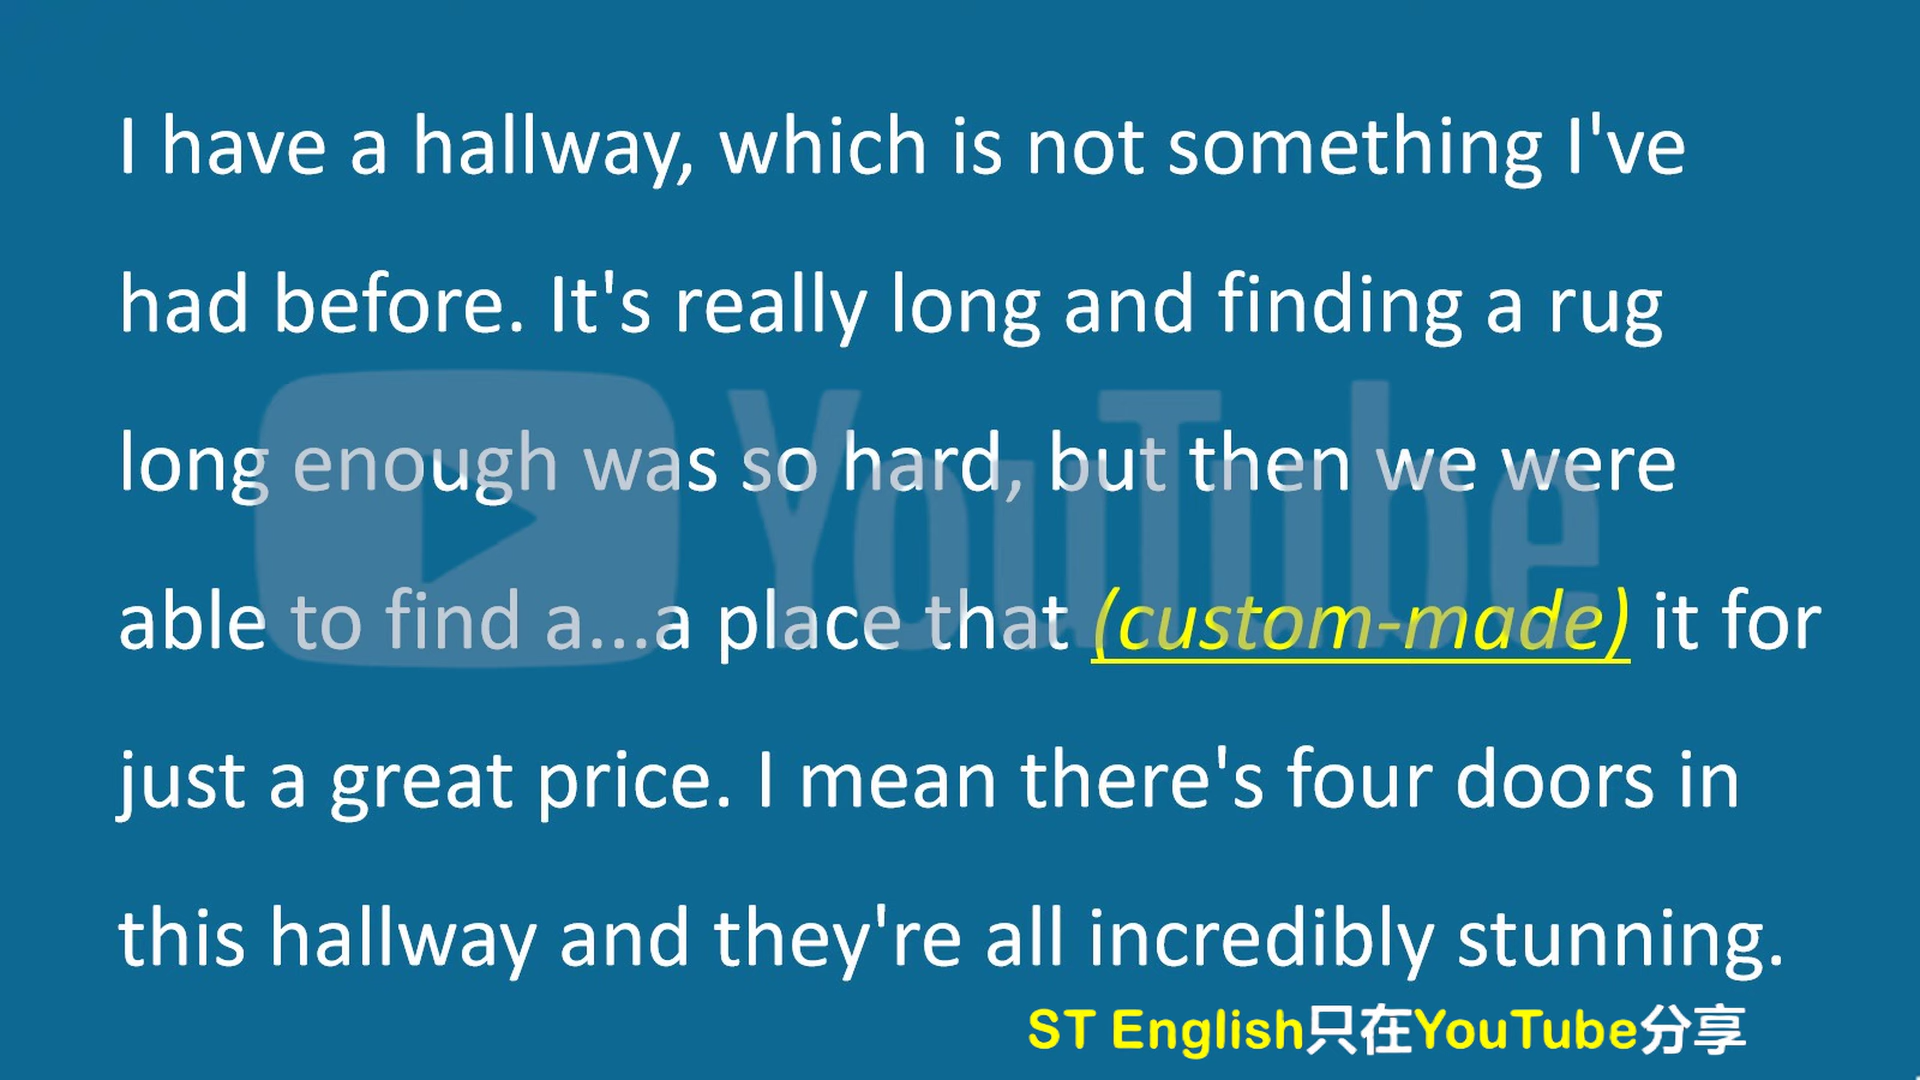 I have a hallway, which is not something I've
had before. It's really long and finding a rug
long enough was so hard, but then we were
able to find a...a place that (custom-made) it for
just a great price. I mean there's four doors in
this hallway and they're all incredibly stunning.
YouTube
ST English只在YouTube分享